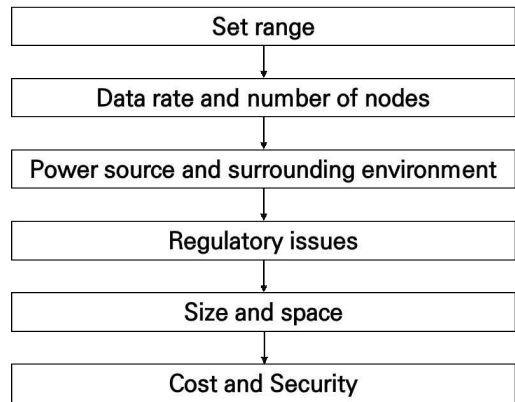 Set range
Data rate and number of nodes
Power source and surrounding environment
Regulatory issues
Size and space
Cost and Security